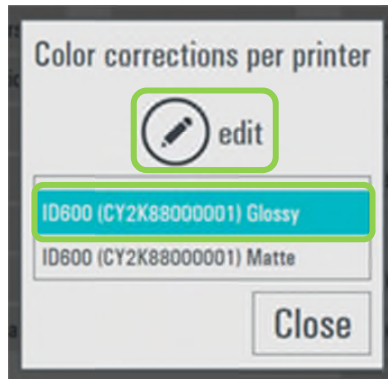 Color corrections per printer
edit
ID600 (CY2K88000001) Glossy
ID600 (CY2K88000001) Matte
Close